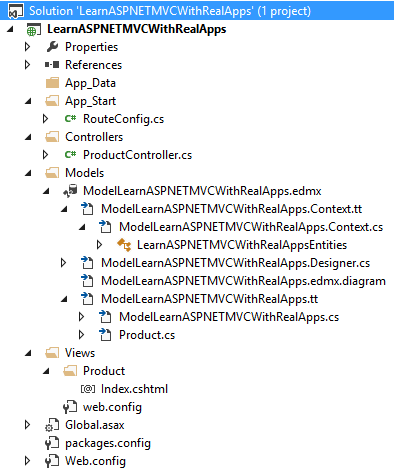 Solution 'LearnASPNETMVCWithRealApps' (1 project)
LearnASPNETMVCWithRealApps
Properties
References
App_Data
App_Start
C# RouteConfig.cs
Controllers
C# ProductController.cs
Models
ModelLearnASPNETMVCWithRealApps.edmx
ModelLearnASPNETMVCWithRealApps.Context.tt
ModelLearnASPNETMVCWithRealApps.Context.cs
LearnASPNETMVCWithRealAppsEntities
ModelLearnASPNETMVCWithRealApps.Designer.cs
ModelLearnASPNETMVCWithRealApps.edmx.diagram
ModelLearnASPNETMVCWithRealApps.tt
ModelLearnASPNETMVCWithRealApps.cs
Product.cs
Views
Product
[@] Index.cshtml
web.config
Global.asax
packages.config
Web.config